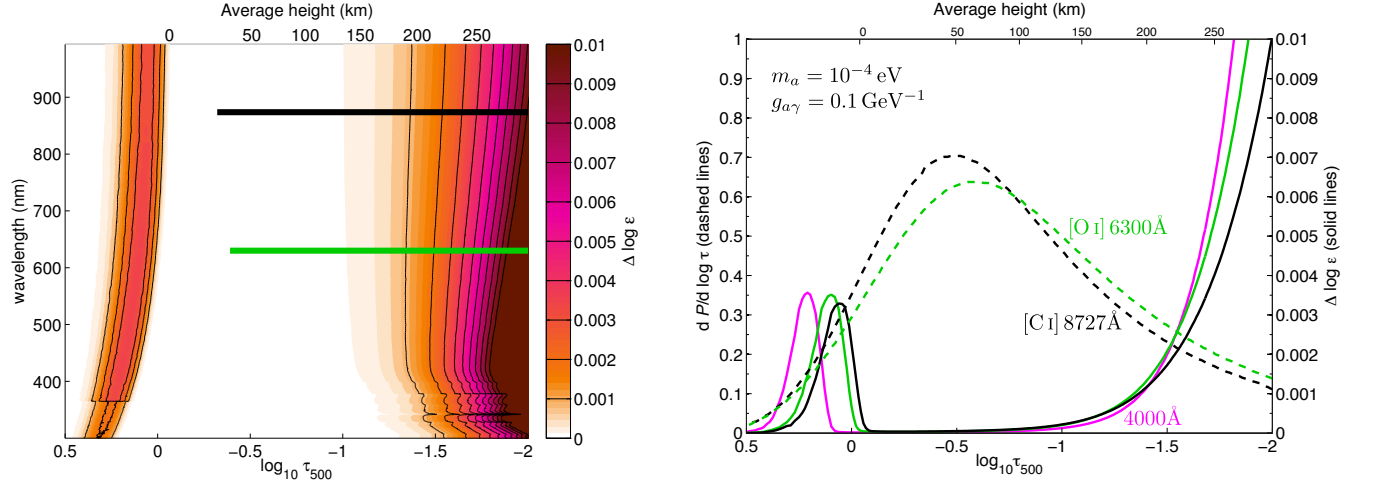 Average height (km)
0 50 100 150 200 250
900
800
700
600
500
400
wavelength (nm)
0 −0.5 −1 −1.5 −2
log₁₀ τ₅₀₀
0.01
0.009
0.008
0.007
0.006
0.005
0.004
0.003
0.002
0.001
0
Δ log ε
Average height (km)
0 50 100 150 200 250
1
0.9
0.8
0.7
0.6
0.5
0.4
0.3
0.2
0.1
0
d P/d log τ (dashed lines)
mₐ = 10⁻⁴ eV
g_{aγ} = 0.1 GeV⁻¹
[O I] 6300Å
[C I] 8727Å
4000Å
0.5 0 −0.5 −1 −1.5 −2
log₁₀τ₅₀₀
0.01
0.009
0.008
0.007
0.006
0.005
0.004
0.003
0.002
0.001
0
Δ log ε (solid lines)